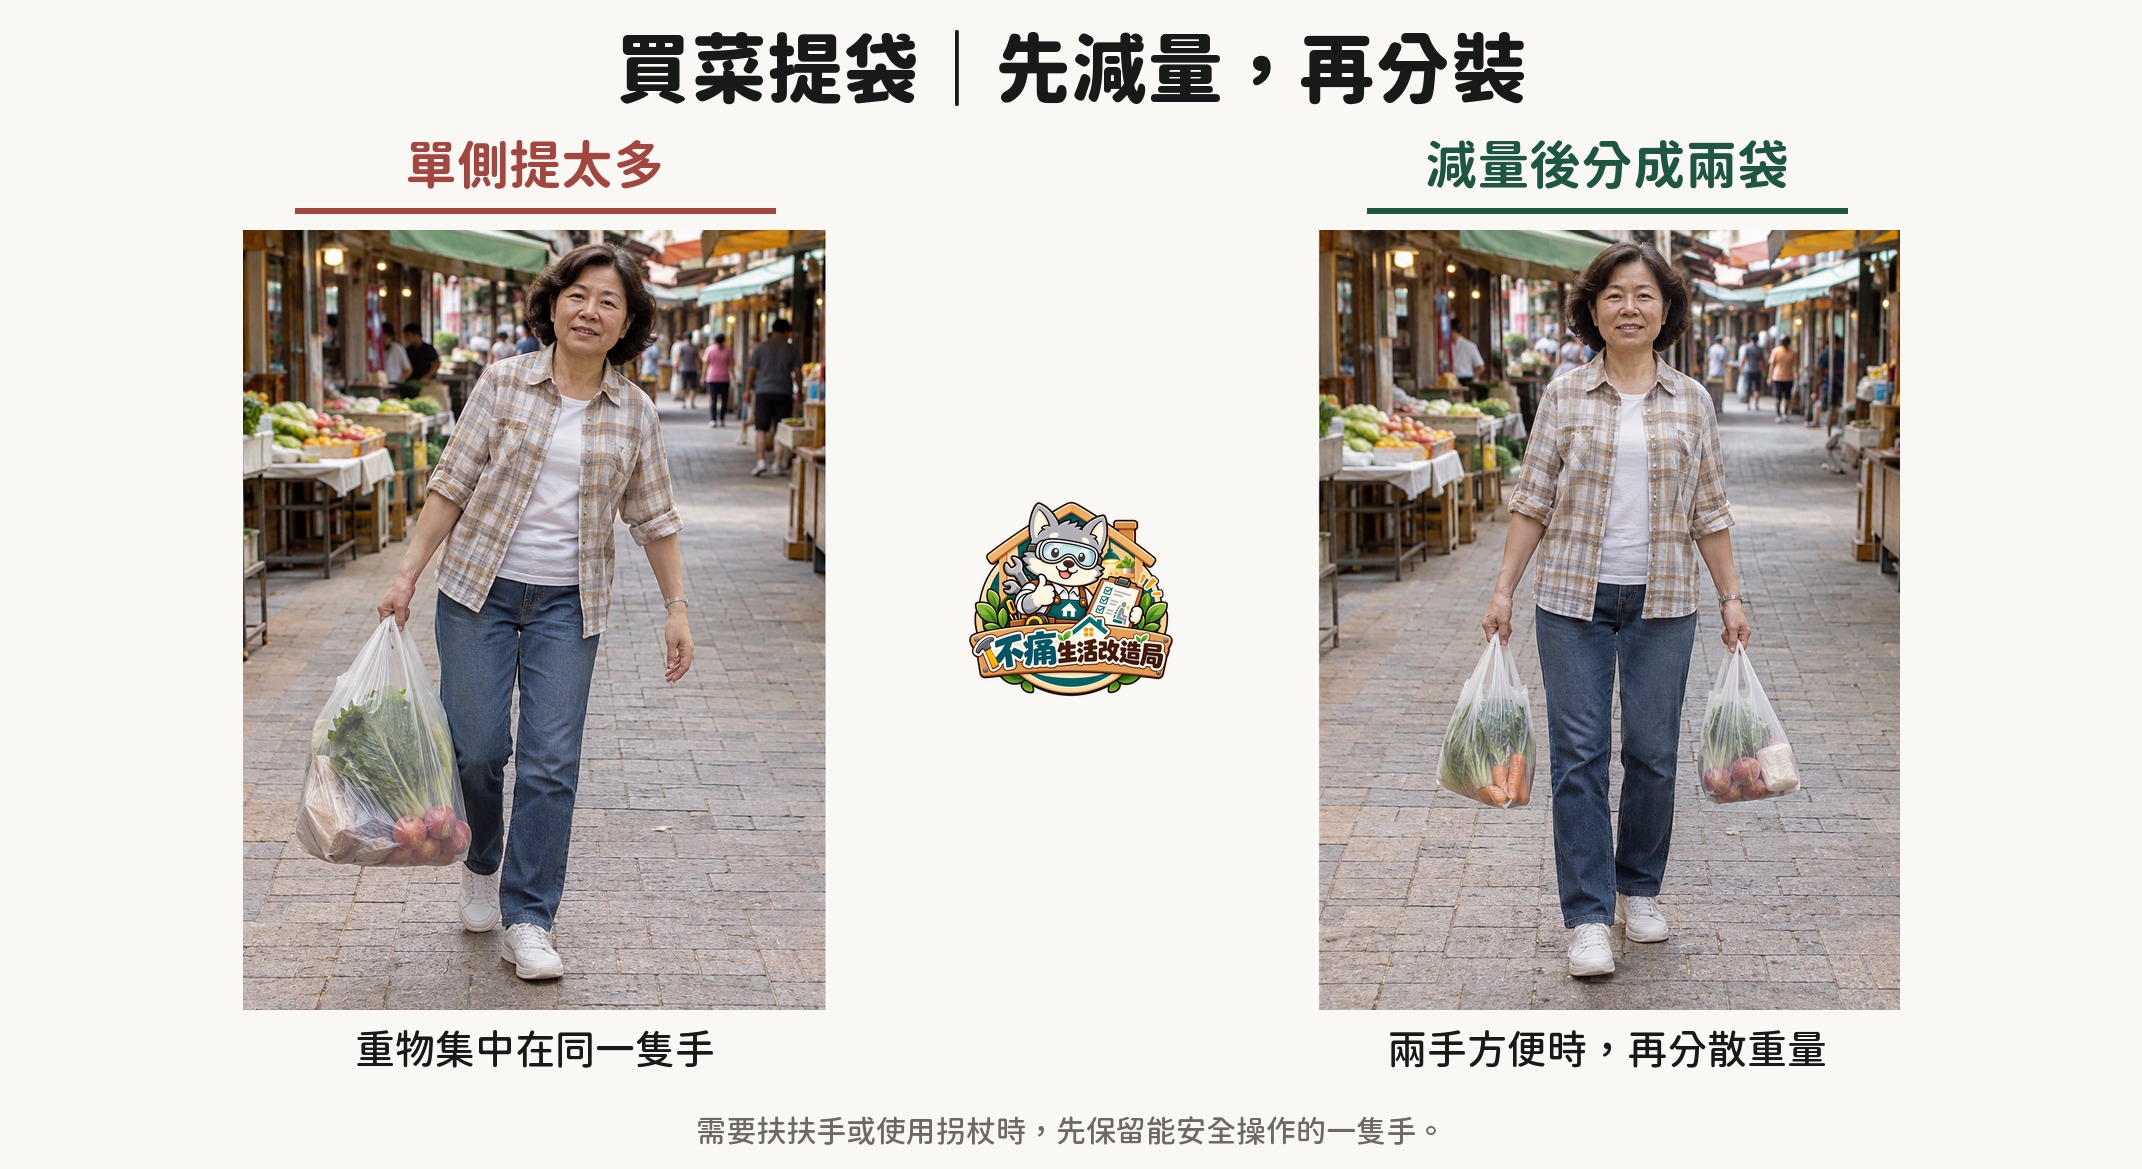 買菜提袋｜先減量，再分裝
單側提太多
減量後分成兩袋
不痛生活改造局
重物集中在同一隻手
兩手方便時，再分散重量
需要扶扶手或使用拐杖時，先保留能安全操作的一隻手。